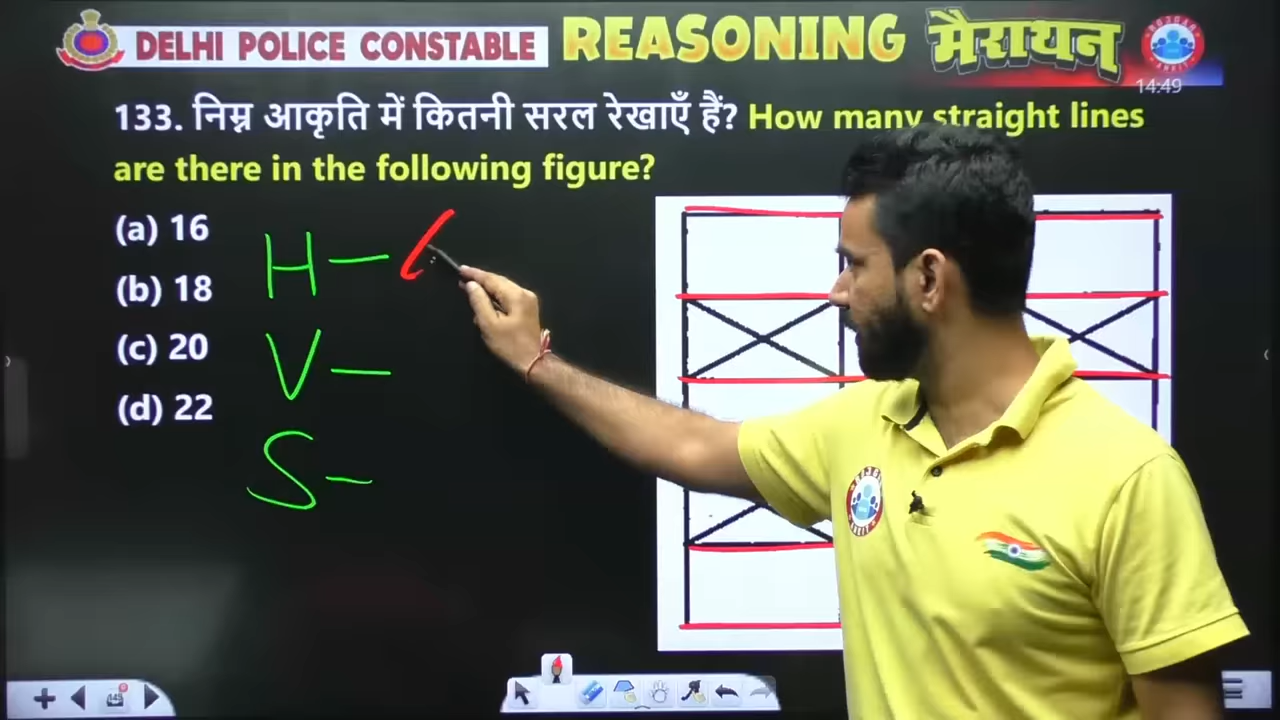 DELHI POLICE CONSTABLE REASONING मैराथन
14:49
133. निम्न आकृति में कितनी सरल रेखाएँ हैं? How many straight lines
are there in the following figure?
(a) 16
(b) 18
(c) 20
(d) 22
H –
V –
S –